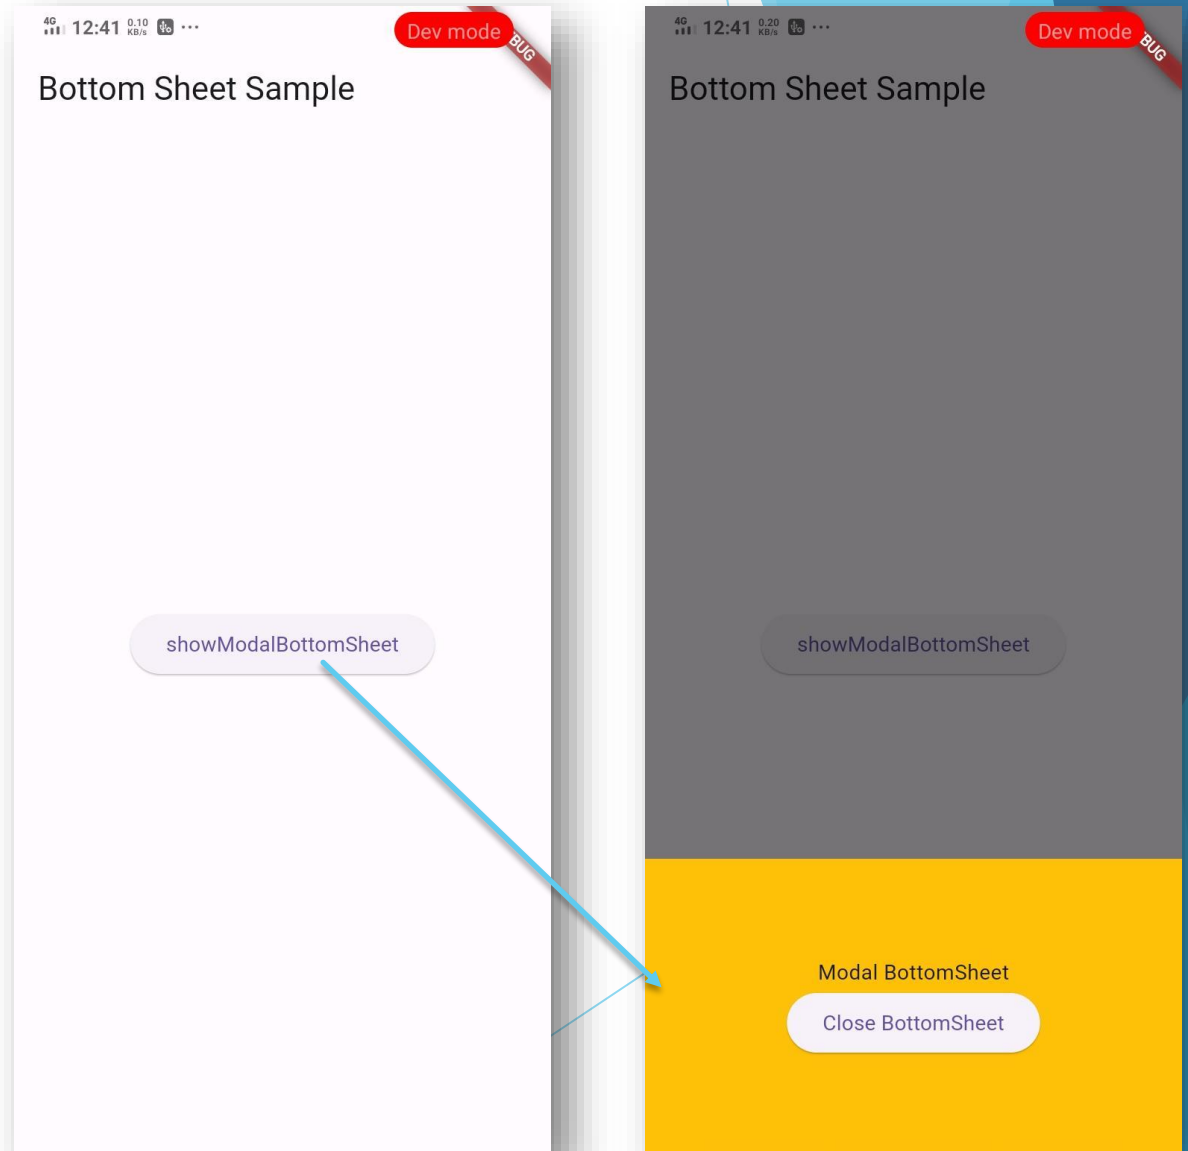 4G 12:41 0.10 KB/s ...
Dev mode
BUG
Bottom Sheet Sample
showModalBottomSheet
4G 12:41 0.20 KB/s ...
Dev mode
BUG
Bottom Sheet Sample
showModalBottomSheet
Modal BottomSheet
Close BottomSheet